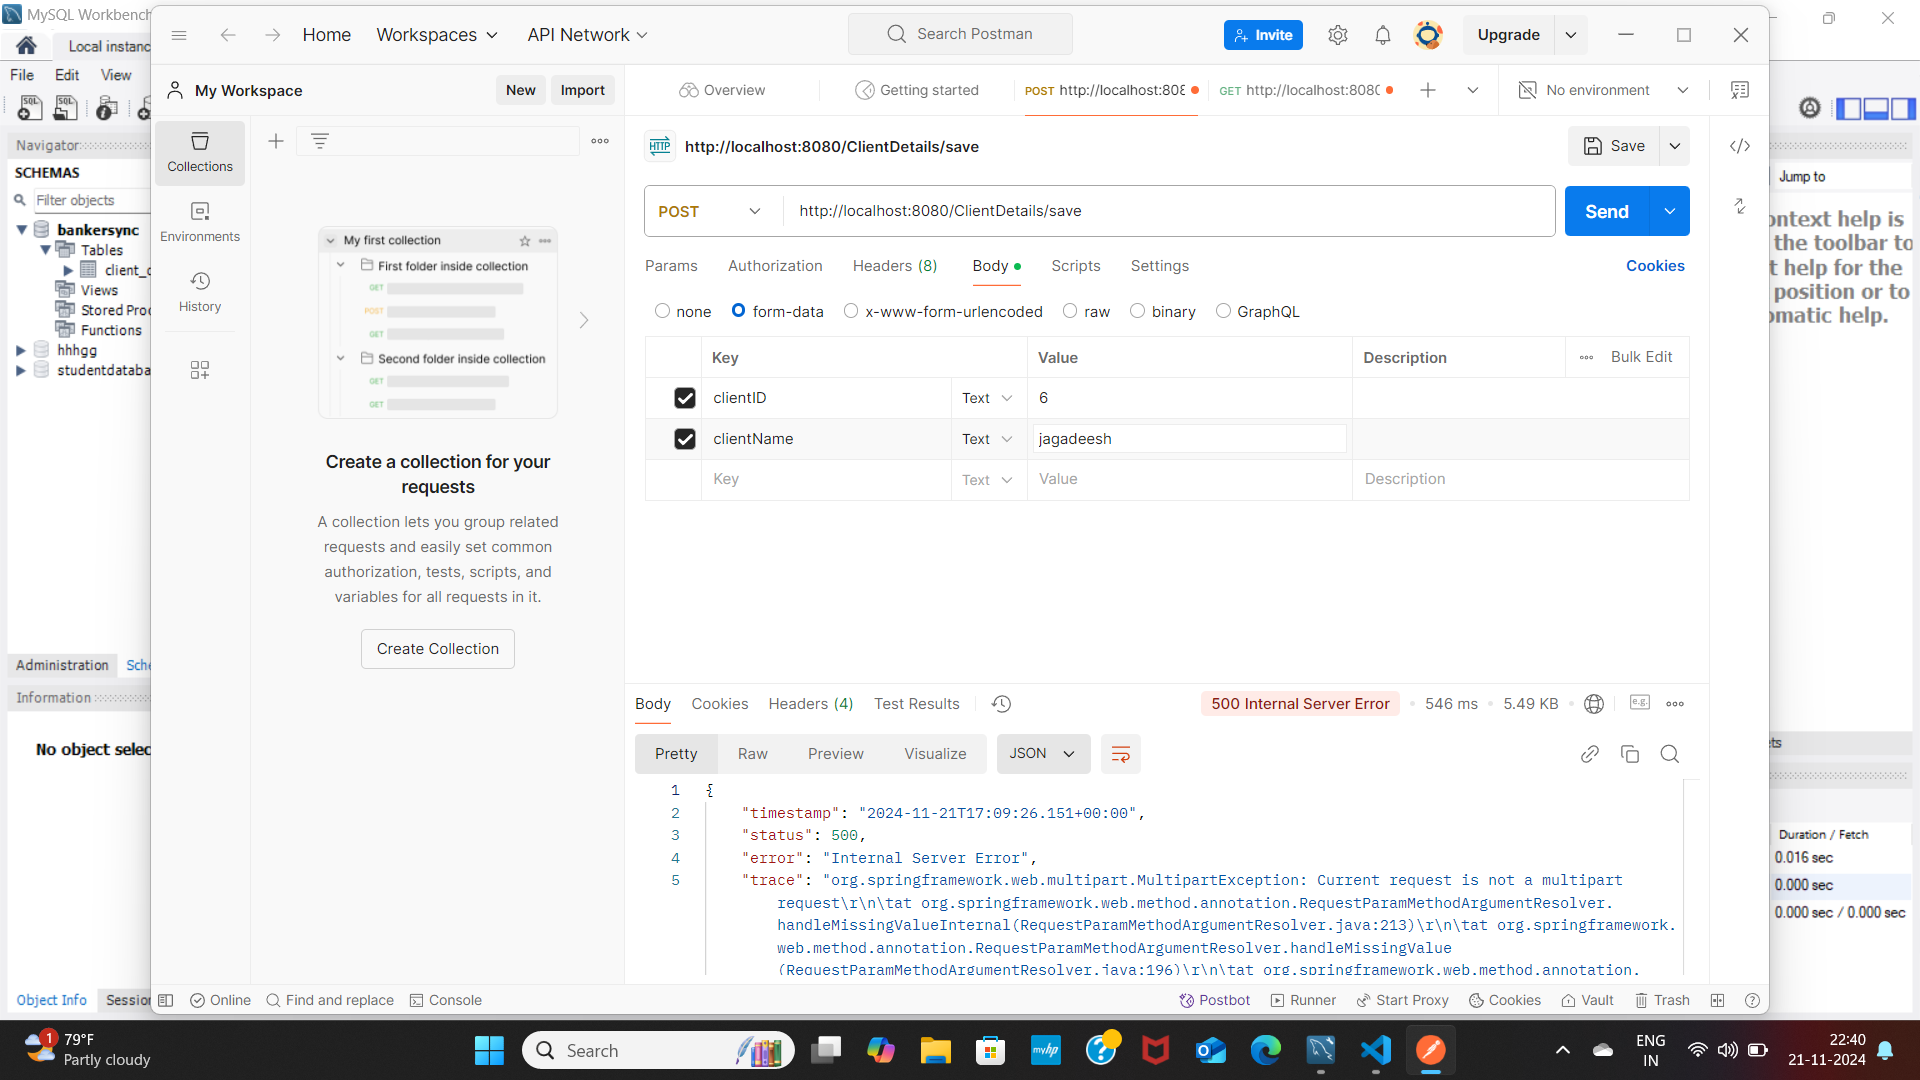 MySQL Workbench
Local instanc
File Edit View
Navigator
SCHEMAS
Filter objects
bankersync
Tables
client_c
Views
Stored Proc
Functions
hhhgg
studentdataba
Administration Sche
Information
No object selec
Object Info Session
Home Workspaces API Network
Search Postman
Invite
Upgrade
My Workspace
New Import
Overview
Getting started
POST http://localhost:808
GET http://localhost:8080
No environment
Collections
Environments
History
My first collection
First folder inside collection
GET
POST
GET
Second folder inside collection
GET
GET
Create a collection for your
requests
A collection lets you group related
requests and easily set common
authorization, tests, scripts, and
variables for all requests in it.
Create Collection
HTTP http://localhost:8080/ClientDetails/save
Save
POST http://localhost:8080/ClientDetails/save
Send
Params Authorization Headers (8) Body Scripts Settings Cookies
none form-data x-www-form-urlencoded raw binary GraphQL
Key Value Description Bulk Edit
clientID Text 6
clientName Text jagadeesh
Key Text Value Description
Body Cookies Headers (4) Test Results
500 Internal Server Error 546 ms 5.49 KB e.g.
Pretty Raw Preview Visualize JSON
1 {
2 "timestamp": "2024-11-21T17:09:26.151+00:00",
3 "status": 500,
4 "error": "Internal Server Error",
5 "trace": "org.springframework.web.multipart.MultipartException: Current request is not a multipart
request\r\n\tat org.springframework.web.method.annotation.RequestParamMethodArgumentResolver.
handleMissingValueInternal(RequestParamMethodArgumentResolver.java:213)\r\n\tat org.springframework.
web.method.annotation.RequestParamMethodArgumentResolver.handleMissingValue
(RequestParamMethodArgumentResolver.java:196)\r\n\tat org.springframework.web.method.annotation.
Online Find and replace Console
Postbot Runner Start Proxy Cookies Vault Trash
Jump to
ontext help is
the toolbar to
t help for the
position or to
omatic help.
ts
Duration / Fetch
0.016 sec
0.000 sec
0.000 sec / 0.000 sec
1
79°F
Partly cloudy
Search
myhp
ENG
IN
22:40
21-11-2024